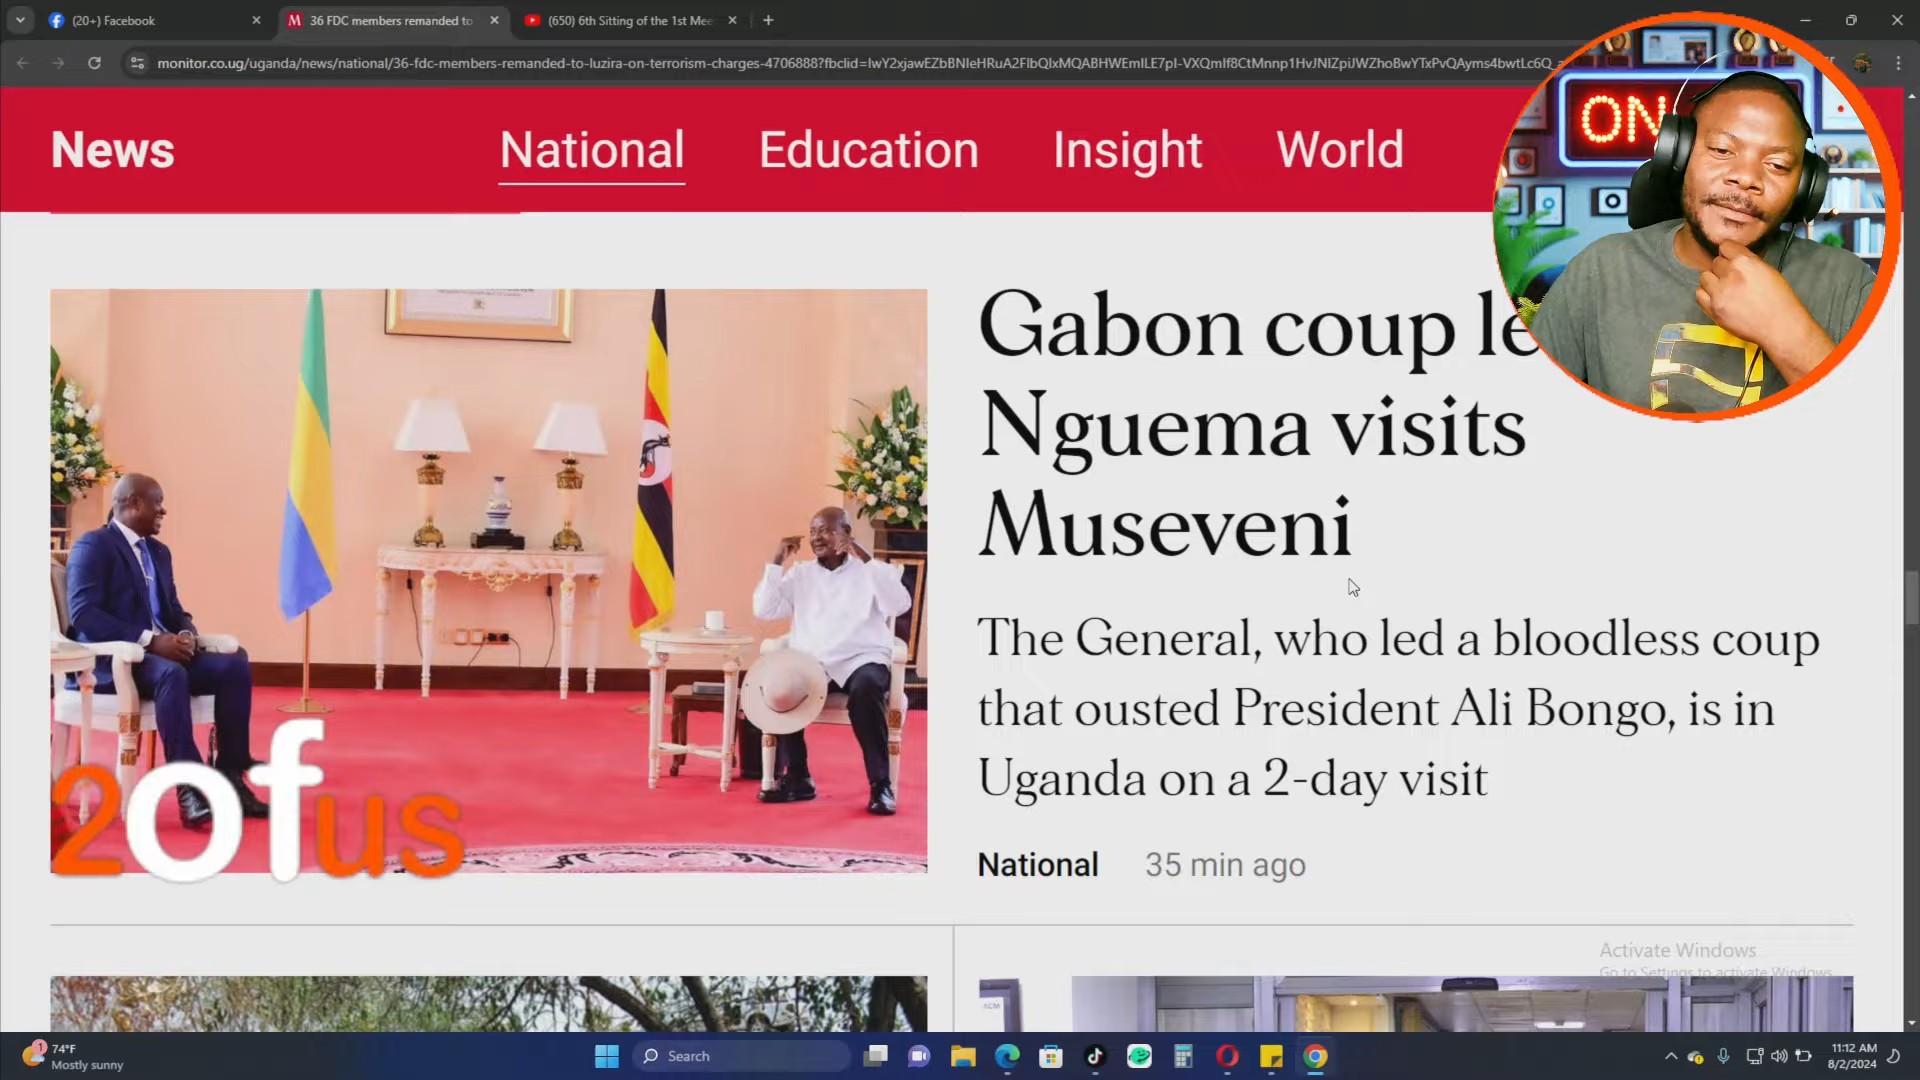 (20+) Facebook
36 FDC members remanded to
(650) 6th Sitting of the 1st Mee
monitor.co.ug/uganda/news/national/36-fdc-members-remanded-to-luzira-on-terrorism-charges-4706888?fbclid=
News
National
Education
Insight
World
ON
Gabon coup le
Nguema visits
Museveni
The General, who led a bloodless coup
that ousted President Ali Bongo, is in
Uganda on a 2-day visit
National 35 min ago
2ofus
Activate Windows
Go to Settings to activate Windows.
ACM
1
74°F
Mostly sunny
Search
11:12 AM
8/2/2024